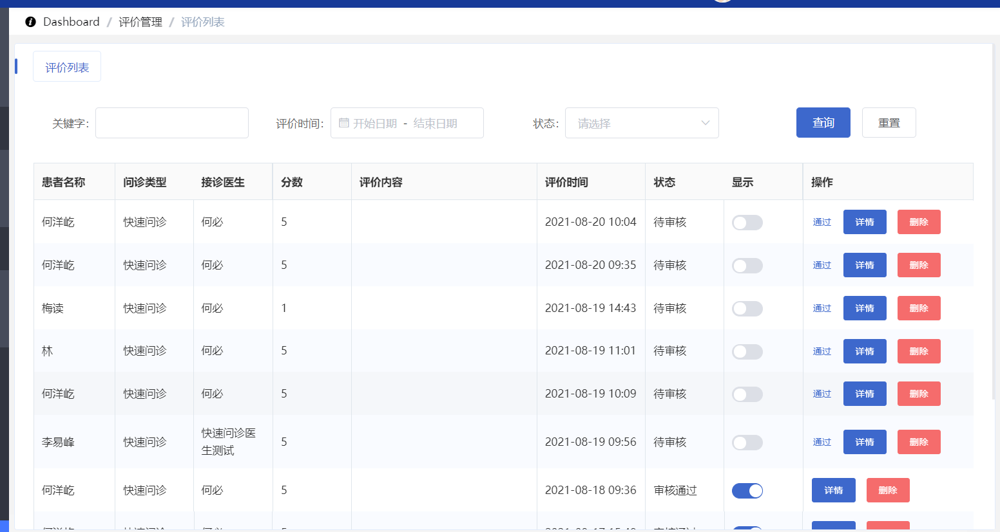 Dashboard / 评价管理 / 评价列表
评价列表
关键字: 评价时间: 开始日期 - 结束日期 状态: 请选择 查询 重置
患者名称 问诊类型 接诊医生 分数 评价内容 评价时间 状态 显示 操作
何洋屹 快速问诊 何必 5 2021-08-20 10:04 待审核 通过 详情 删除
何洋屹 快速问诊 何必 5 2021-08-20 09:35 待审核 通过 详情 删除
梅读 快速问诊 何必 1 2021-08-19 14:43 待审核 通过 详情 删除
林 快速问诊 何必 5 2021-08-19 11:01 待审核 通过 详情 删除
何洋屹 快速问诊 何必 5 2021-08-19 10:09 待审核 通过 详情 删除
李易峰 快速问诊 快速问诊医生测试 5 2021-08-19 09:56 待审核 通过 详情 删除
何洋屹 快速问诊 何必 5 2021-08-18 09:36 审核通过 详情 删除